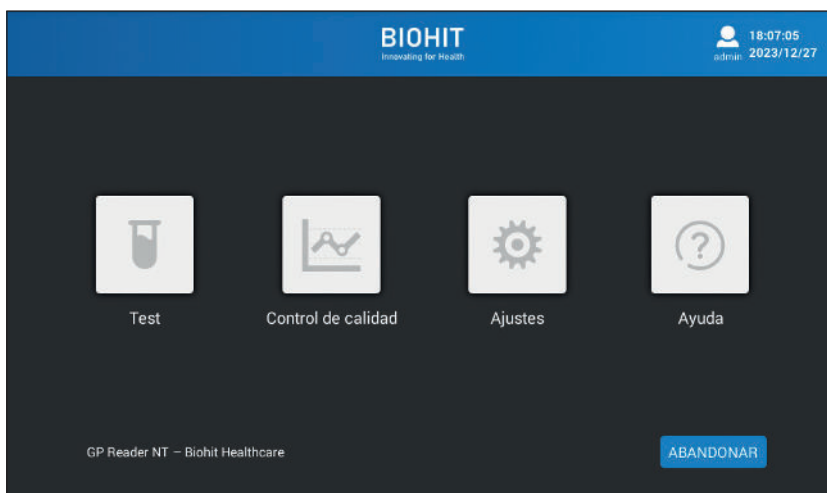 BIOHIT
Innovating for Health
admin
18:07:05
2023/12/27
?
Test
Control de calidad
Ajustes
Ayuda
GP Reader NT – Biohit Healthcare
ABANDONAR